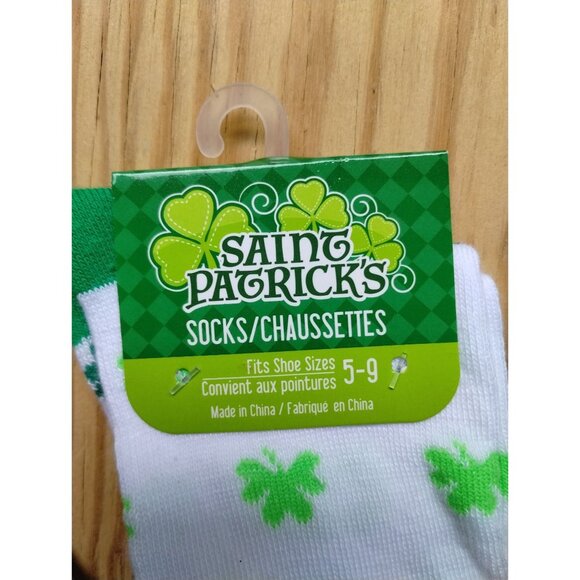 SAINT
PATRICK'S
SOCKS/CHAUSSETTES
Fits Shoe Sizes
Convient aux pointures 5-9
Made in China / Fabriqué en China